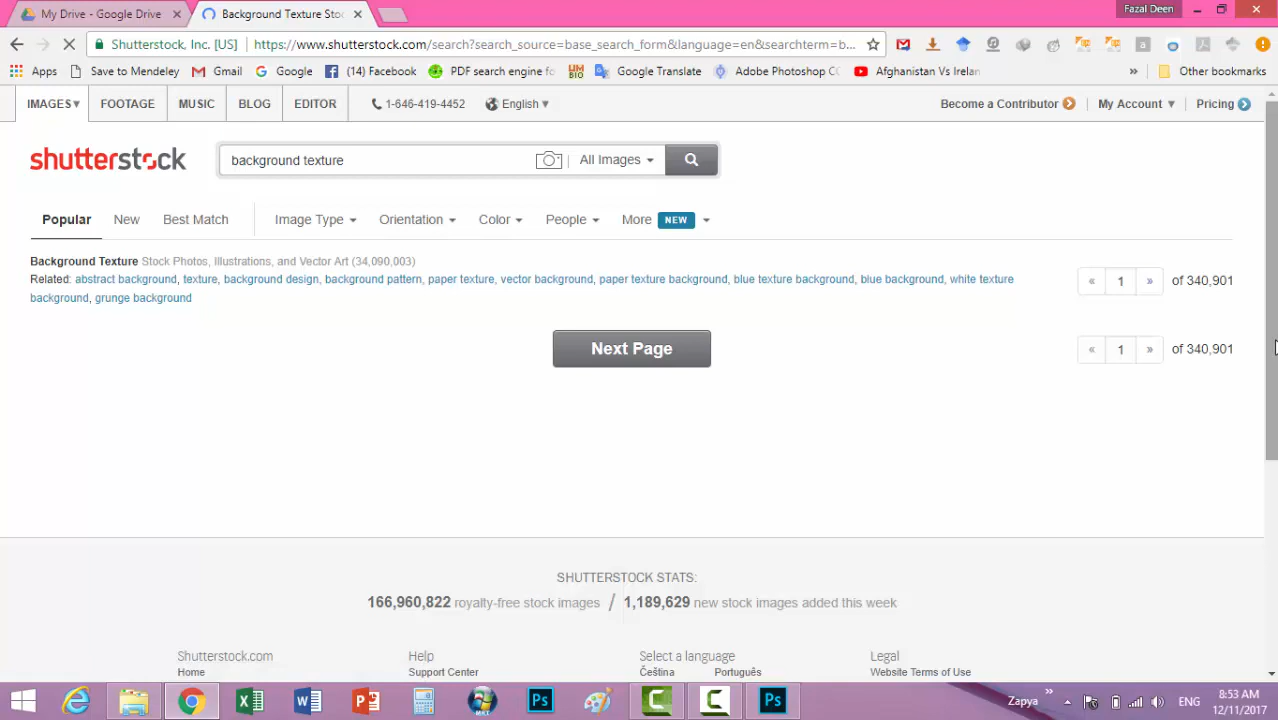 My Drive - Google Drive
Background Texture Stoc
Fazal Deen
Shutterstock, Inc. [US]
https://www.shutterstock.com/search?search_source=base_search_form&language=en&searchterm=b...
Apps
Save to Mendeley
Gmail
Google
(14) Facebook
PDF search engine fo
UM BIO
Google Translate
Adobe Photoshop CC
Afghanistan Vs Irelan
»
Other bookmarks
IMAGES
FOOTAGE
MUSIC
BLOG
EDITOR
1-646-419-4452
English
Become a Contributor
My Account
Pricing
shutterstock
background texture
All Images
Popular
New
Best Match
Image Type
Orientation
Color
People
More
NEW
Background Texture Stock Photos, Illustrations, and Vector Art (34,090,003)
Related: abstract background, texture, background design, background pattern, paper texture, vector background, paper texture background, blue texture background, blue background, white texture
background, grunge background
« 1 » of 340,901
Next Page
« 1 » of 340,901
SHUTTERSTOCK STATS:
166,960,822 royalty-free stock images / 1,189,629 new stock images added this week
Shutterstock.com
Help
Select a language
Legal
Home
Support Center
Čeština
Português
Website Terms of Use
Zapya
»
ENG
8:53 AM
12/11/2017